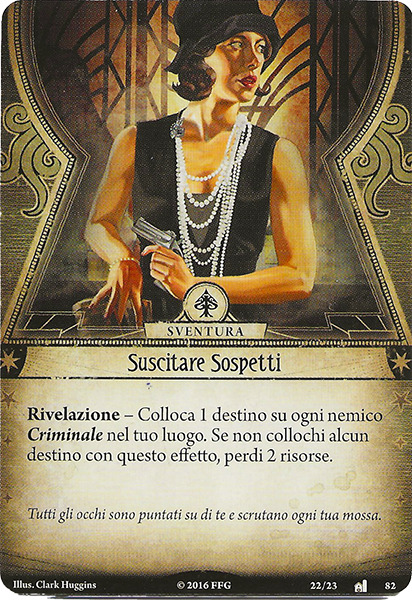 SVENTURA
Suscitare Sospetti
Rivelazione – Colloca 1 destino su ogni nemico
Criminale nel tuo luogo. Se non collochi alcun
destino con questo effetto, perdi 2 risorse.
Tutti gli occhi sono puntati su di te e scrutano ogni tua mossa.
Illus. Clark Huggins © 2016 FFG 22/23 82